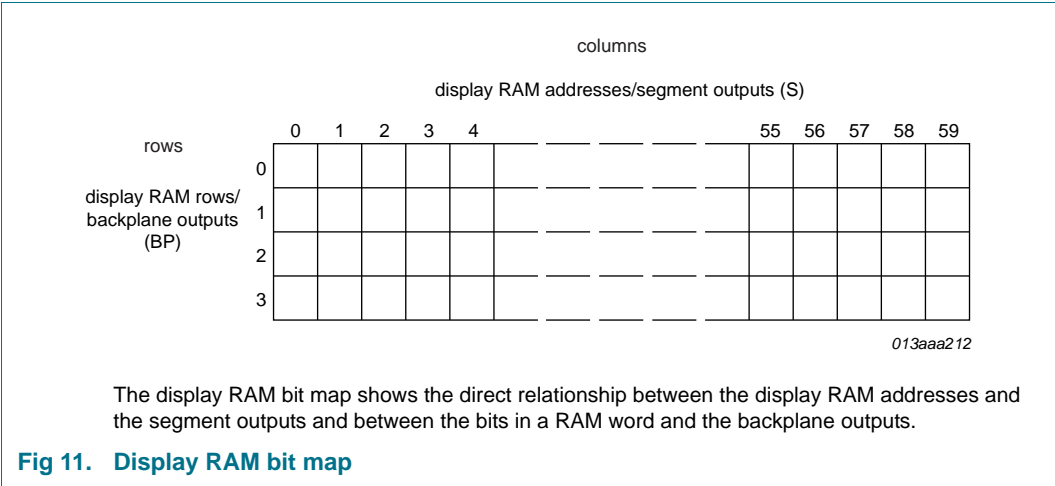 columns
display RAM addresses/segment outputs (S)
0 1 2 3 4 55 56 57 58 59
rows
0
display RAM rows/
backplane outputs
(BP)
1
2
3
013aaa212
The display RAM bit map shows the direct relationship between the display RAM addresses and
the segment outputs and between the bits in a RAM word and the backplane outputs.
Fig 11. Display RAM bit map